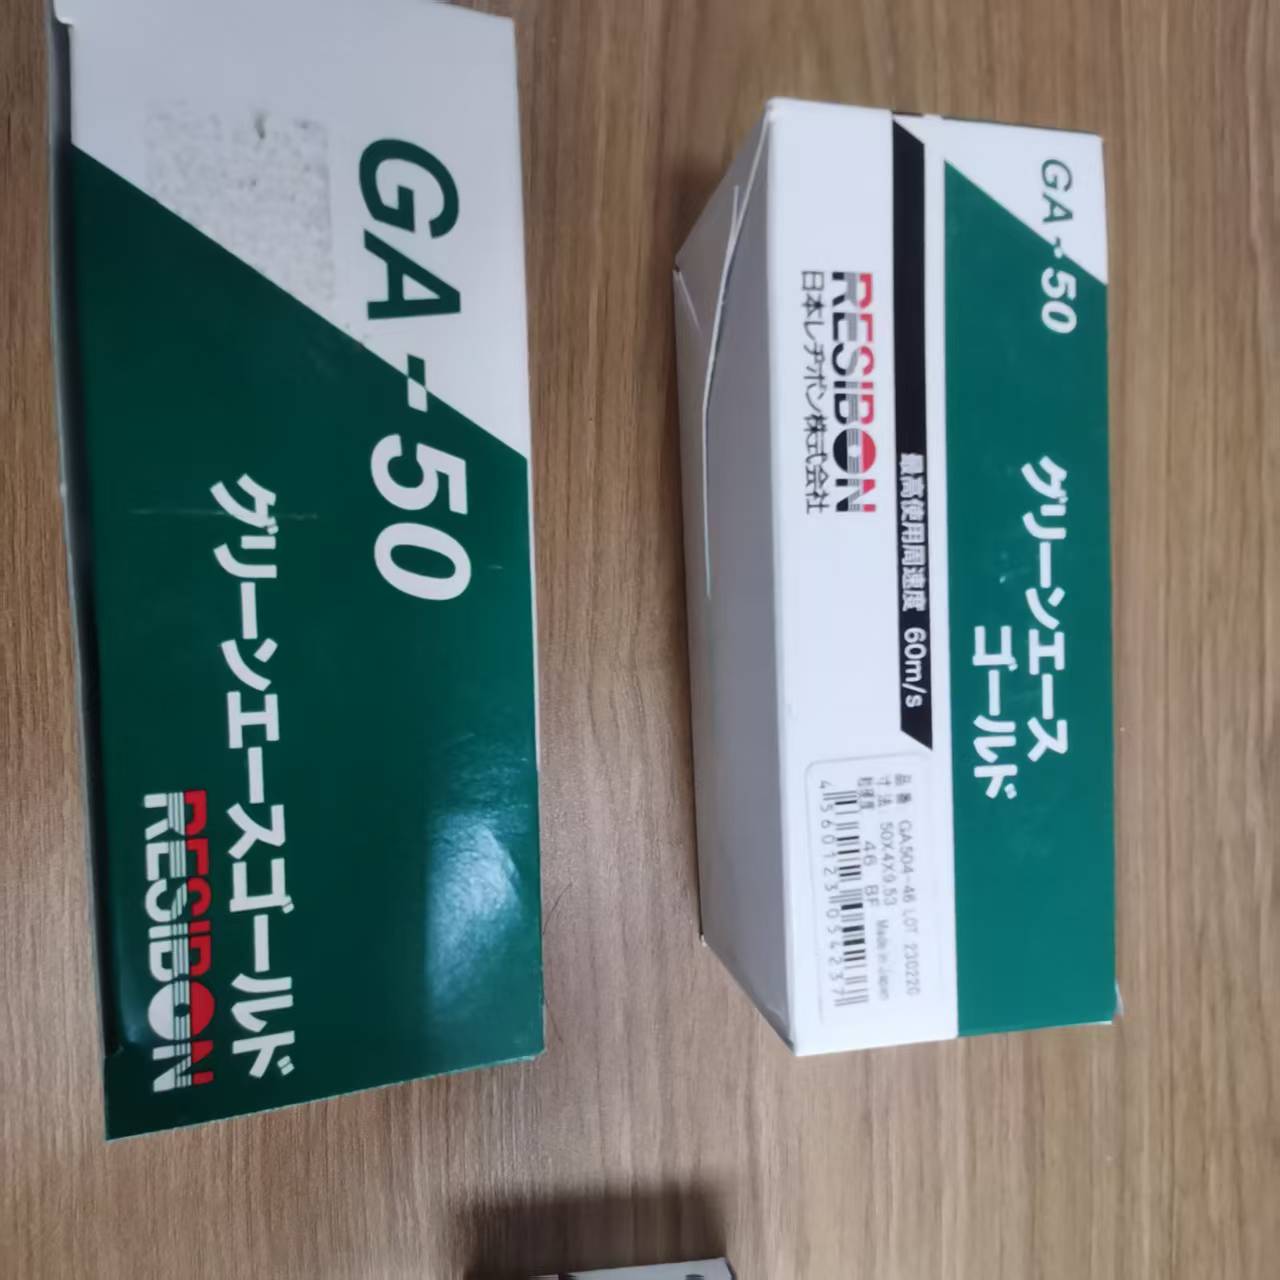 GA-50
グリーンエースゴールド
RESIBON
GA-50
グリーンエース
ゴールド
最高使用周速度 60m/s
RESIBON
日本レヂボン株式会社
品番 GA504-46 LOT 230220
寸法 50X4X9.53 Made in Japan
粒硬度 46 BF
4560123054237